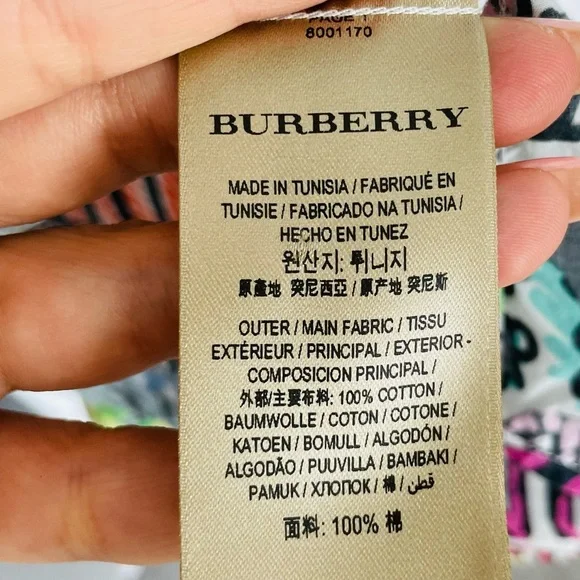 PAGE 1
8001170
BURBERRY
MADE IN TUNISIA / FABRIQUÉ EN
TUNISIE / FABRICADO NA TUNISIA /
HECHO EN TUNEZ
원산지: 튀니지
原產地 突尼西亞 / 原产地 突尼斯
OUTER / MAIN FABRIC / TISSU
EXTÉRIEUR / PRINCIPAL / EXTERIOR -
COMPOSICION PRINCIPAL /
外部/主要布料: 100% COTTON /
BAUMWOLLE / COTON / COTONE /
KATOEN / BOMULL / ALGODÓN /
ALGODÃO / PUUVILLA / BAMBAKI /
PAMUK / ХЛОПОК / 棉 / قطن /
面料: 100% 棉